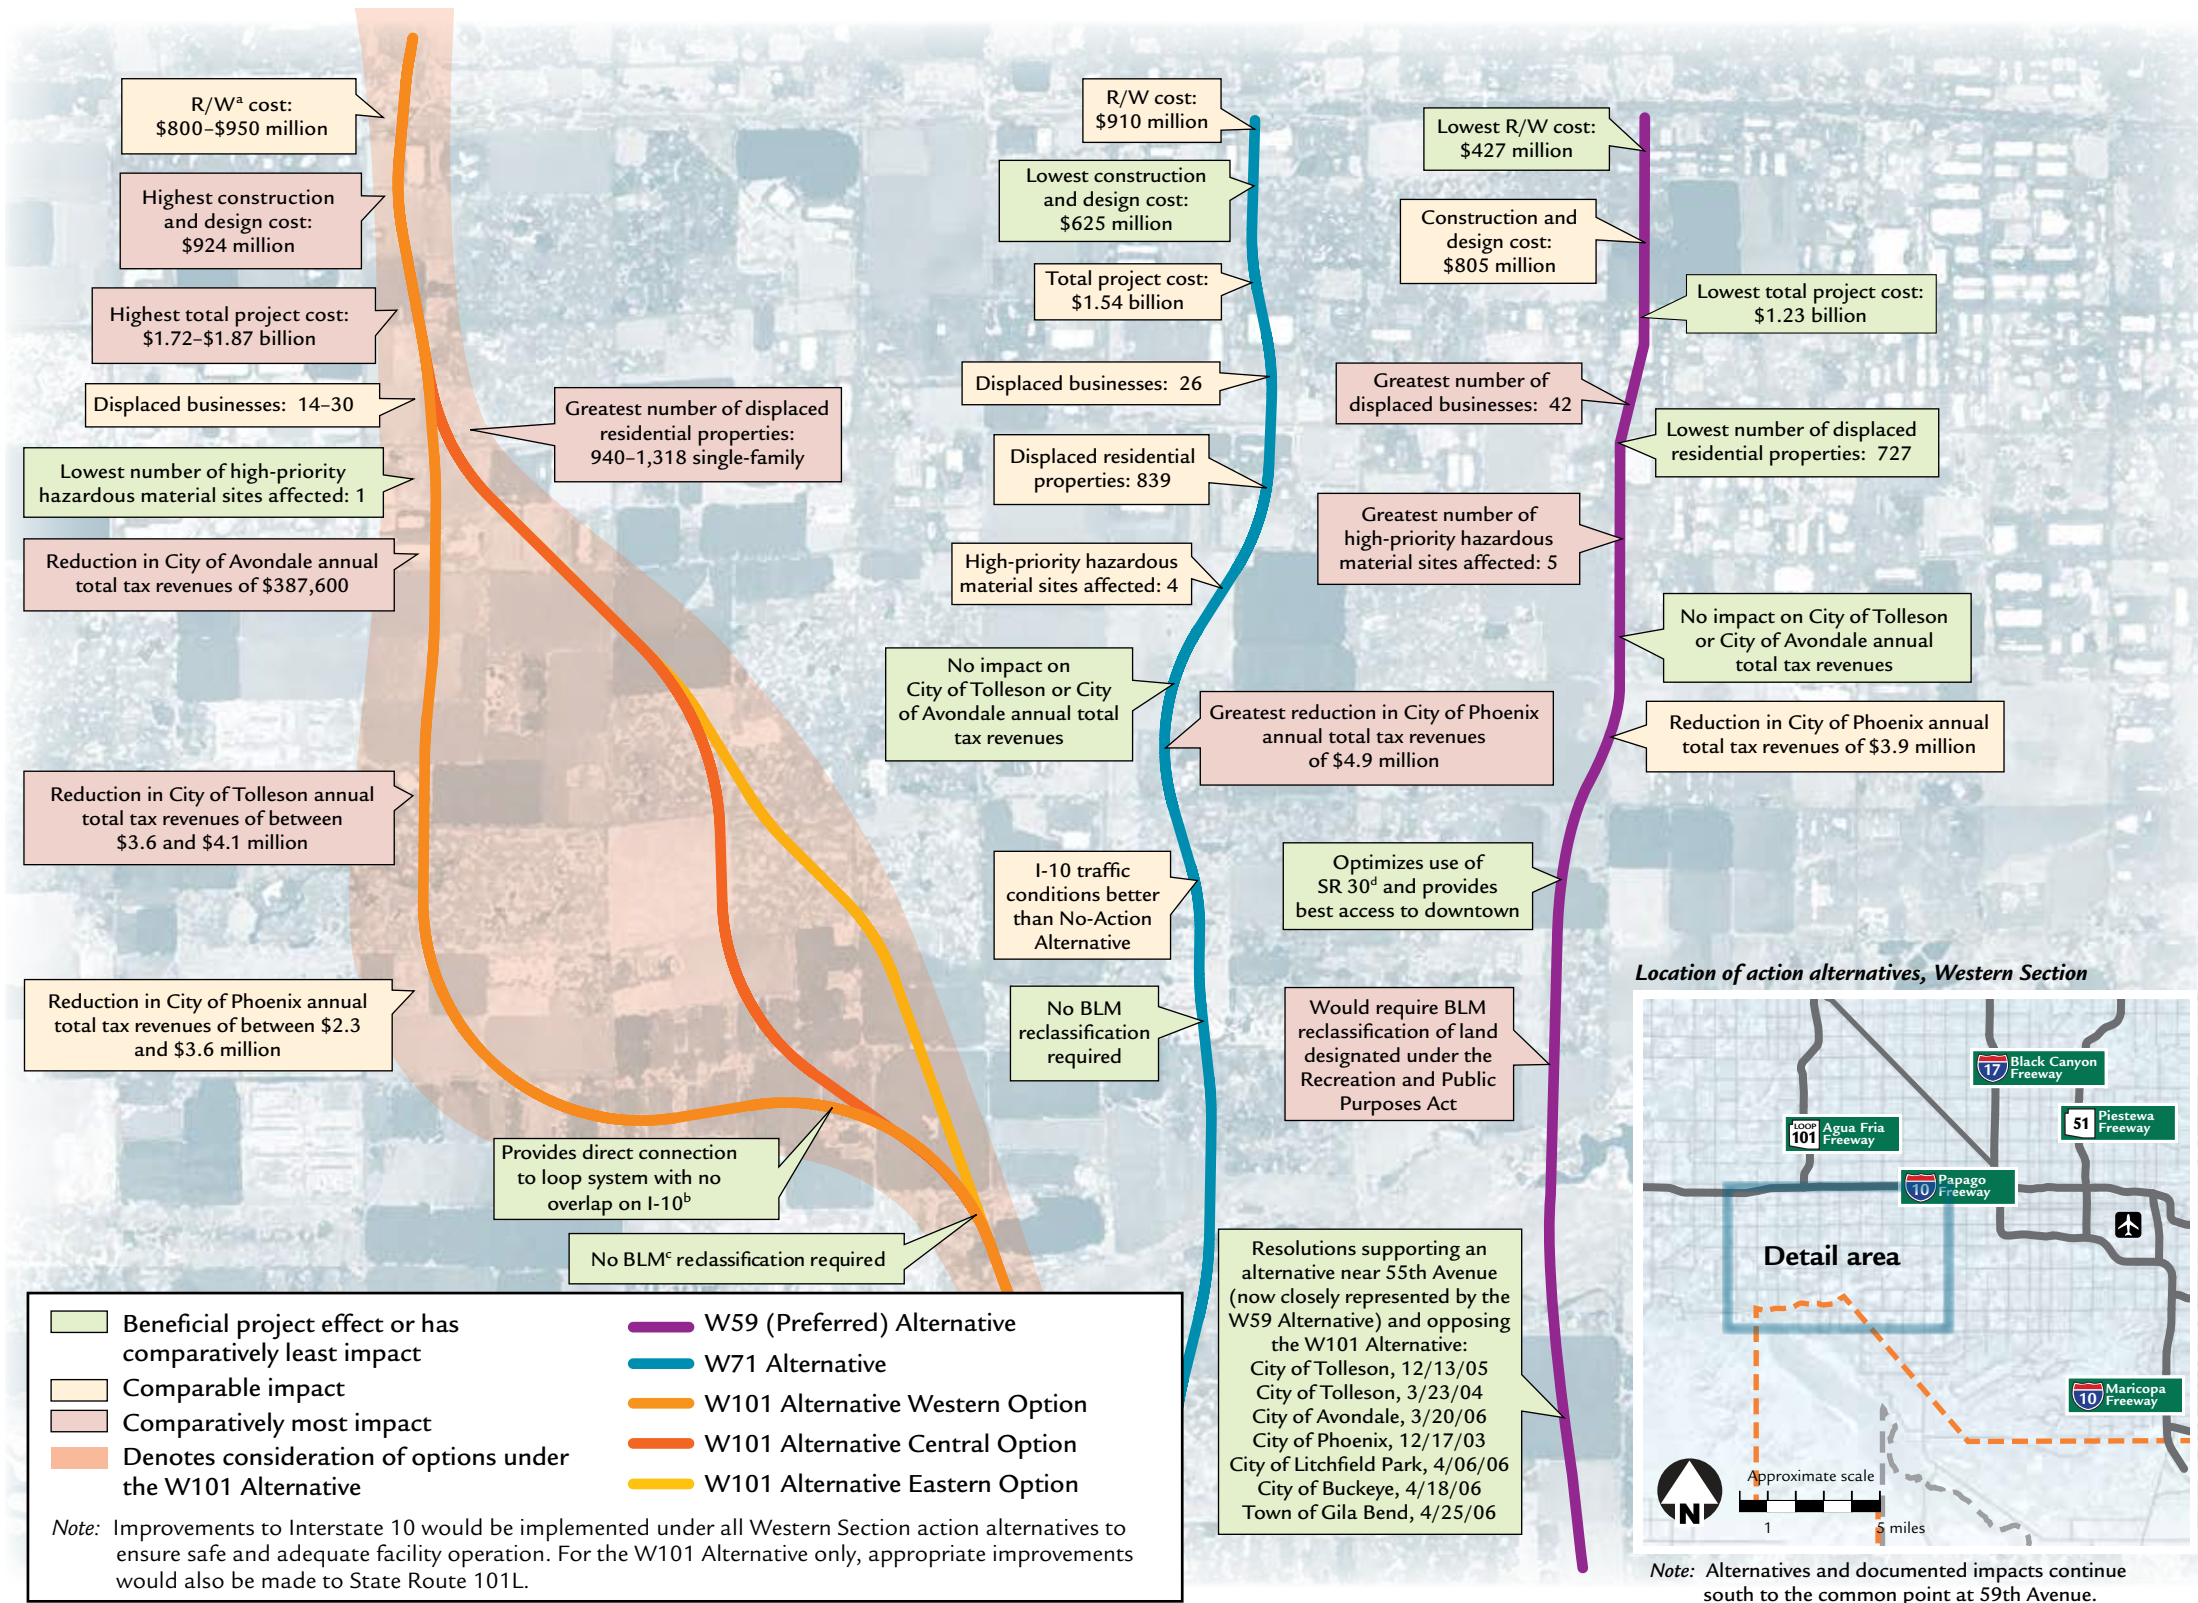 R/Wᵃ cost:
$800–$950 million
Highest construction
and design cost:
$924 million
Highest total project cost:
$1.72–$1.87 billion
Displaced businesses: 14–30
Lowest number of high-priority
hazardous material sites affected: 1
Reduction in City of Avondale annual
total tax revenues of $387,600
Reduction in City of Tolleson annual
total tax revenues of between
$3.6 and $4.1 million
Reduction in City of Phoenix annual
total tax revenues of between $2.3
and $3.6 million
Greatest number of displaced
residential properties:
940–1,318 single-family
Provides direct connection
to loop system with no
overlap on I-10ᵇ
No BLMᶜ reclassification required
R/W cost:
$910 million
Lowest construction
and design cost:
$625 million
Total project cost:
$1.54 billion
Displaced businesses: 26
Displaced residential
properties: 839
High-priority hazardous
material sites affected: 4
No impact on
City of Tolleson or City
of Avondale annual total
tax revenues
Greatest reduction in City of Phoenix
annual total tax revenues
of $4.9 million
I-10 traffic
conditions better
than No-Action
Alternative
No BLM
reclassification
required
Lowest R/W cost:
$427 million
Construction and
design cost:
$805 million
Lowest total project cost:
$1.23 billion
Greatest number of
displaced businesses: 42
Lowest number of displaced
residential properties: 727
Greatest number of
high-priority hazardous
material sites affected: 5
No impact on City of Tolleson
or City of Avondale annual
total tax revenues
Reduction in City of Phoenix annual
total tax revenues of $3.9 million
Optimizes use of
SR 30ᵈ and provides
best access to downtown
Would require BLM
reclassification of land
designated under the
Recreation and Public
Purposes Act
Resolutions supporting an
alternative near 55th Avenue
(now closely represented by the
W59 Alternative) and opposing
the W101 Alternative:
City of Tolleson, 12/13/05
City of Tolleson, 3/23/04
City of Avondale, 3/20/06
City of Phoenix, 12/17/03
City of Litchfield Park, 4/06/06
City of Buckeye, 4/18/06
Town of Gila Bend, 4/25/06
Beneficial project effect or has
comparatively least impact
Comparable impact
Comparatively most impact
Denotes consideration of options under
the W101 Alternative
W59 (Preferred) Alternative
W71 Alternative
W101 Alternative Western Option
W101 Alternative Central Option
W101 Alternative Eastern Option
Note: Improvements to Interstate 10 would be implemented under all Western Section action alternatives to
ensure safe and adequate facility operation. For the W101 Alternative only, appropriate improvements
would also be made to State Route 101L.
Location of action alternatives, Western Section
17 Black Canyon
Freeway
51 Piestewa
Freeway
LOOP
101 Agua Fria
Freeway
10 Papago
Freeway
Detail area
10 Maricopa
Freeway
N
Approximate scale
1 5 miles
Note: Alternatives and documented impacts continue
south to the common point at 59th Avenue.